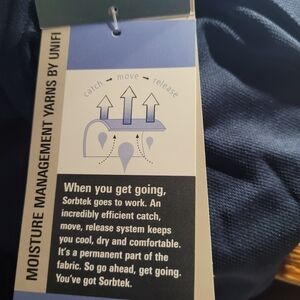 MOISTURE MANAGEMENT YARNS BY UNIFI
catch → move → release
When you get going,
Sorbtek goes to work. An
incredibly efficient catch,
move, release system keeps
you cool, dry and comfortable.
It's a permanent part of the
fabric. So go ahead, get going.
You've got Sorbtek.